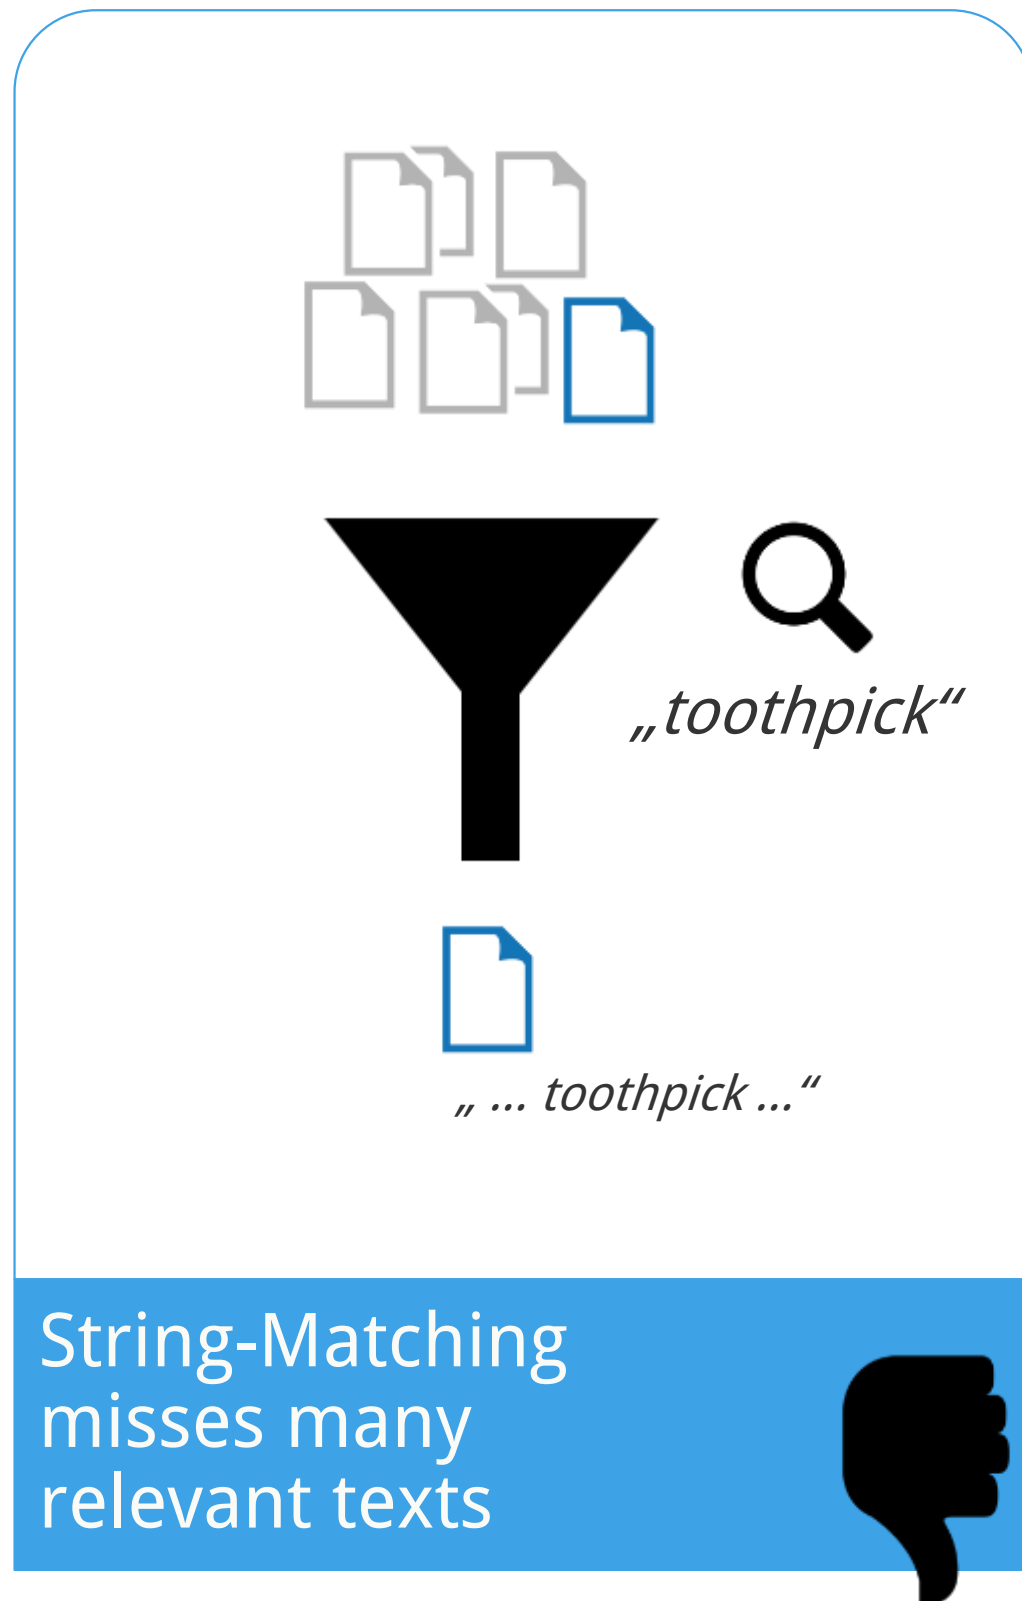 „toothpick“
„ ... toothpick ...“
String-Matching
misses many
relevant texts